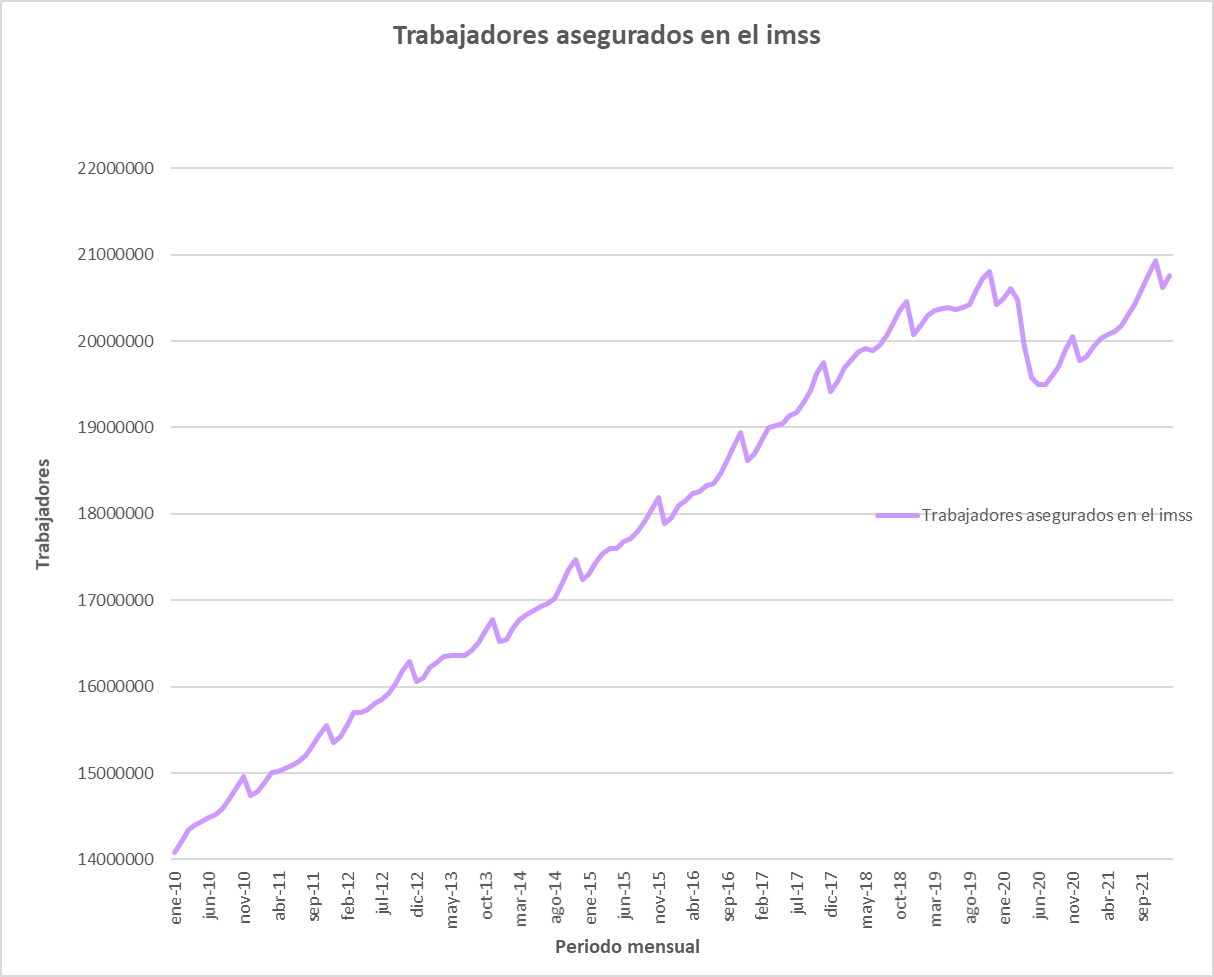 Trabajadores asegurados en el imss
22000000
21000000
20000000
19000000
18000000
17000000
16000000
15000000
14000000
Trabajadores
Trabajadores asegurados en el imss
ene-10
jun-10
nov-10
abr-11
sep-11
feb-12
jul-12
dic-12
may-13
oct-13
mar-14
ago-14
ene-15
jun-15
nov-15
abr-16
sep-16
feb-17
jul-17
dic-17
may-18
oct-18
mar-19
ago-19
ene-20
jun-20
nov-20
abr-21
sep-21
Periodo mensual